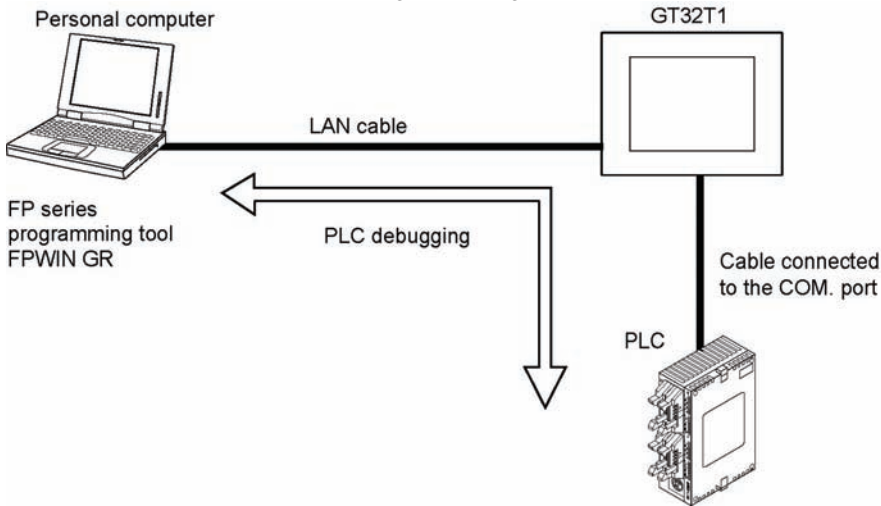 Personal computer
GT32T1
LAN cable
FP series
programming tool
FPWIN GR
PLC debugging
Cable connected
to the COM. port
PLC